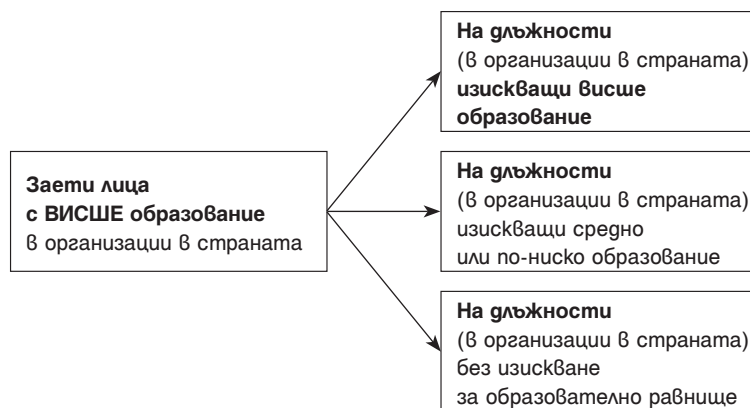 Заети лица
с ВИСШЕ образование
в организации в страната
На длъжности
(в организации в страната)
изискващи висше
образование
На длъжности
(в организации в страната)
изискващи средно
или по-ниско образование
На длъжности
(в организации в страната)
без изискване
за образователно равнище